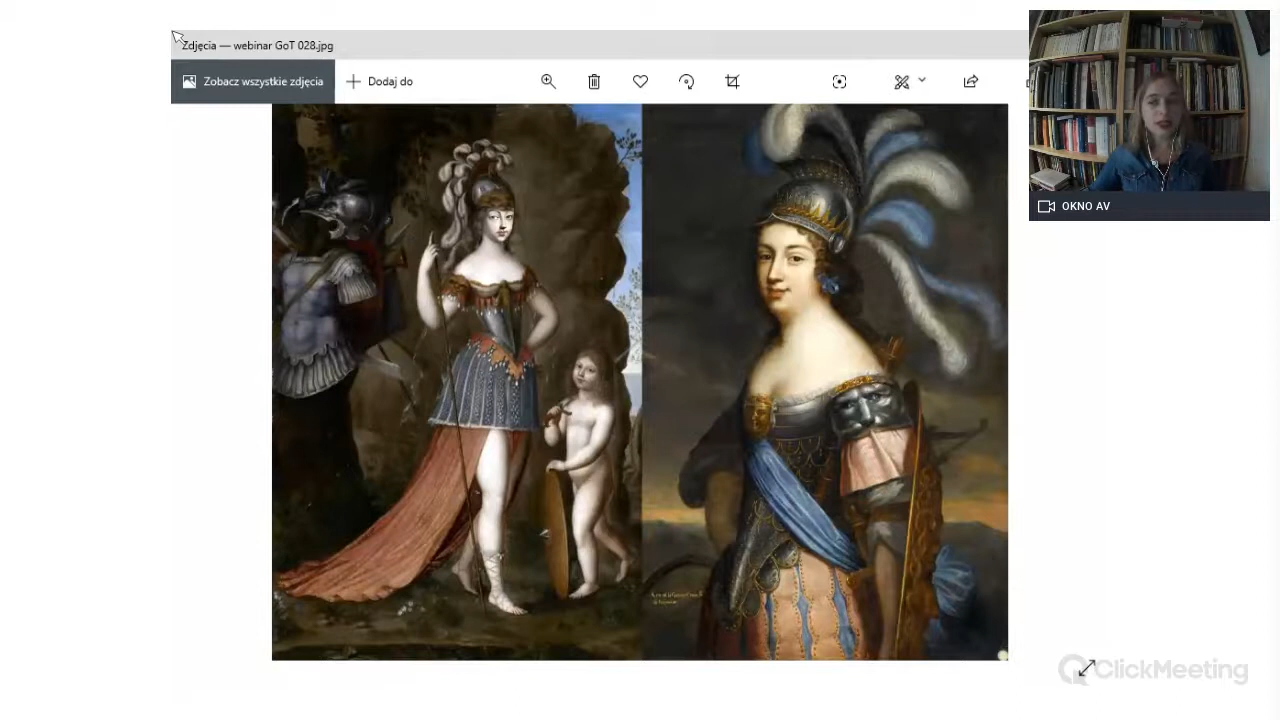 Zdjęcia — webinar GoT 028.jpg
Zobacz wszystkie zdjęcia
Dodaj do
OKNO AV
ClickMeeting